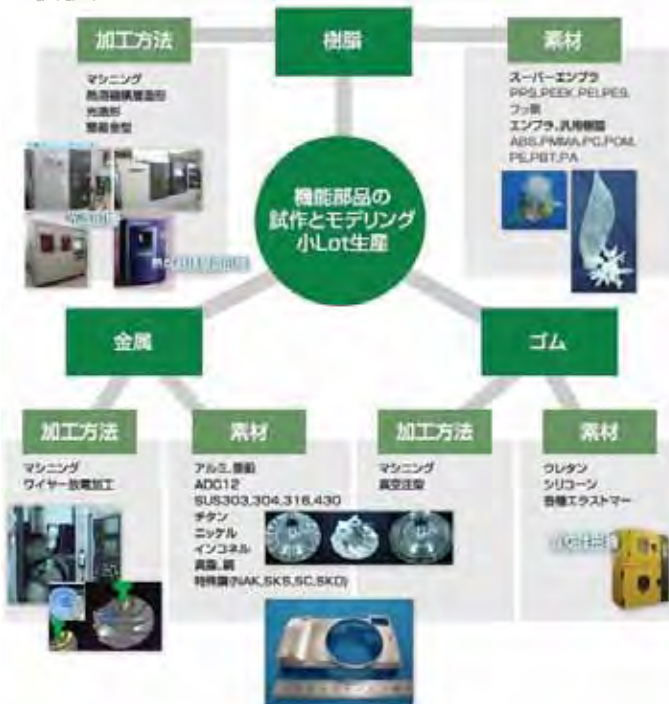 樹脂
加工方法
マシニング
熱溶融積層造形
光造形
簡易金型
素材
スーパーエンプラ
PPS,PEEK,PEI,PES,
フッ素
エンプラ、汎用樹脂
ABS,PMMA,PC,POM,
PE,PBT,PA
機能部品の
試作とモデリング
小Lot生産
金属
加工方法
マシニング
ワイヤー放電加工
素材
アルミ、亜鉛
ADC12
SUS303,304,316,430
チタン
ニッケル
インコネル
真鍮、銅
特殊鋼(NAK,SKS,SC,SKD)
ゴム
加工方法
マシニング
真空注型
素材
ウレタン
シリコーン
各種エラストマー